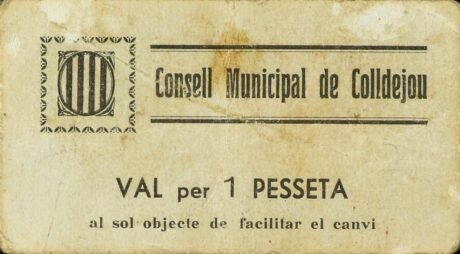 Consell Municipal de Colldejou
VAL per 1 PESSETA
al sol objecte de facilitar el canvi